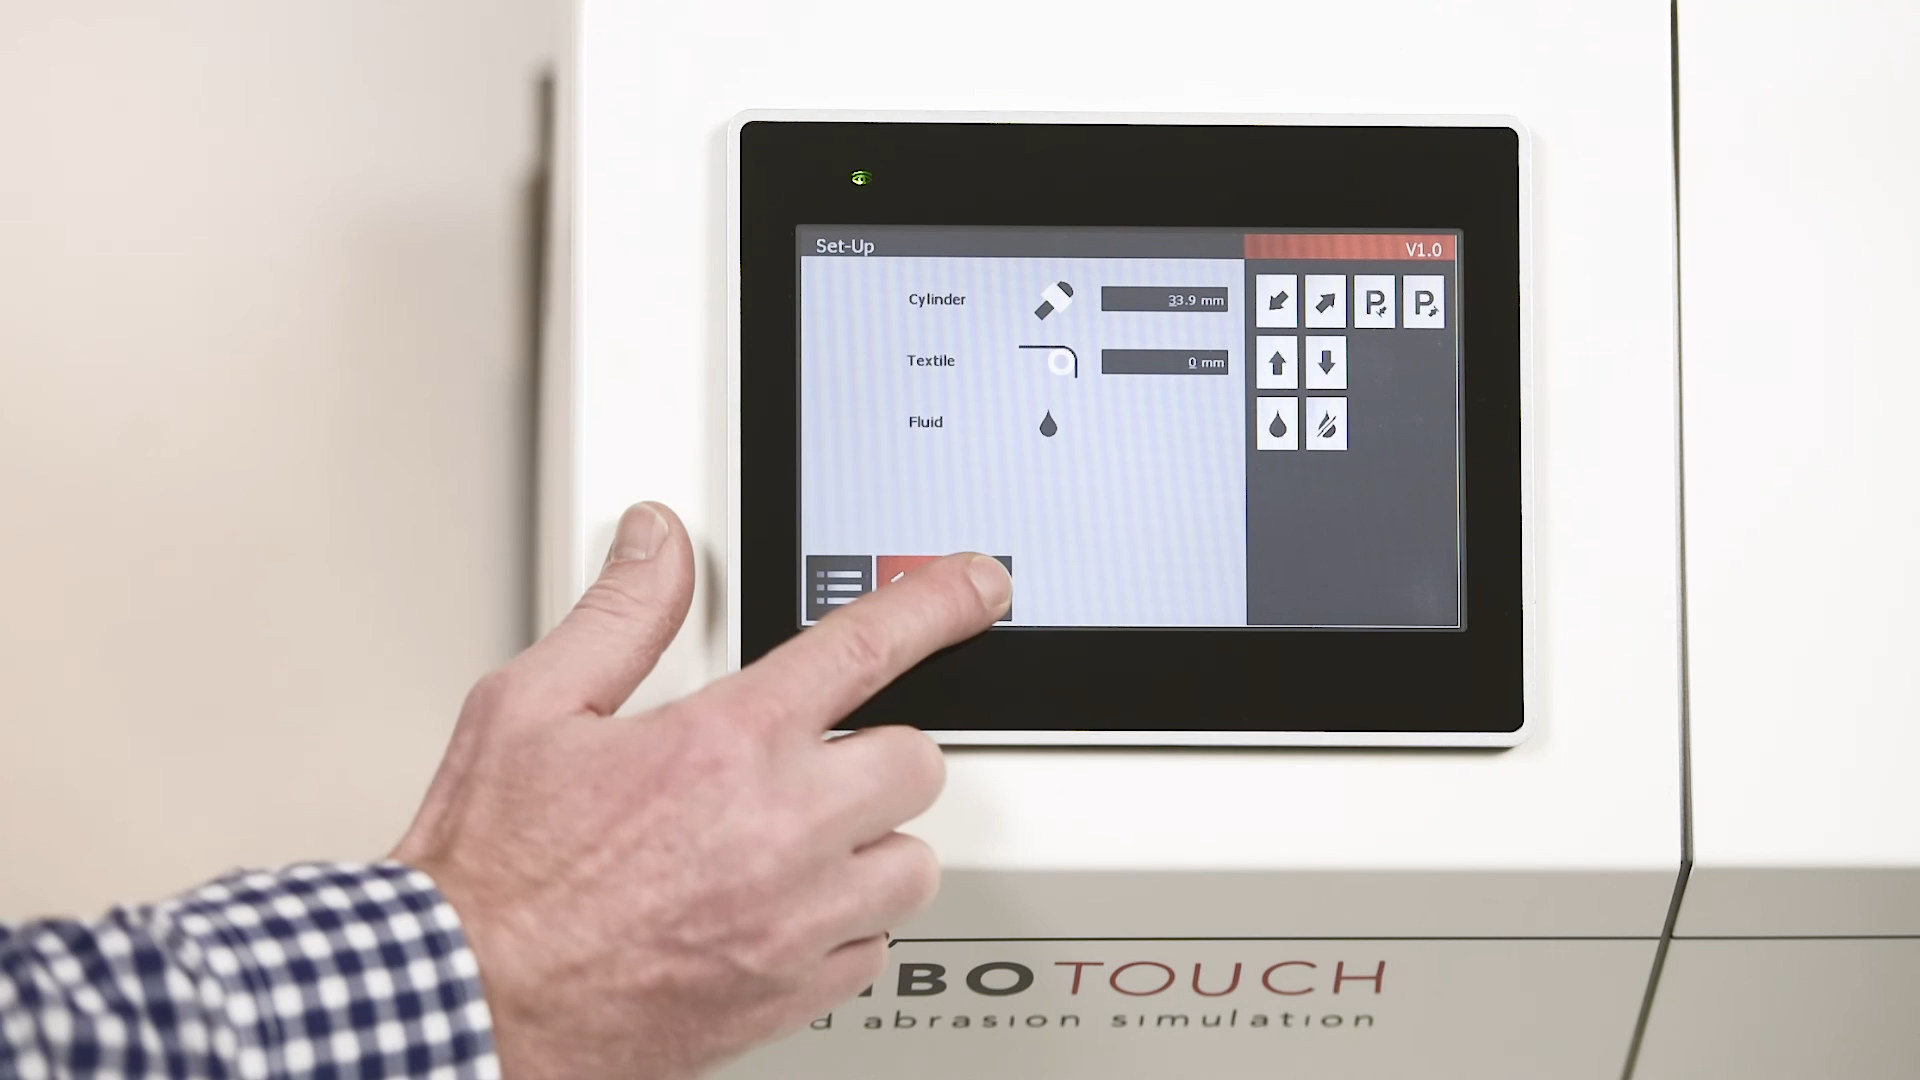 Set-Up
V1.0
Cylinder
33.9 mm
P
P
Textile
0 mm
Fluid
BOTOUCH
d abrasion simulation